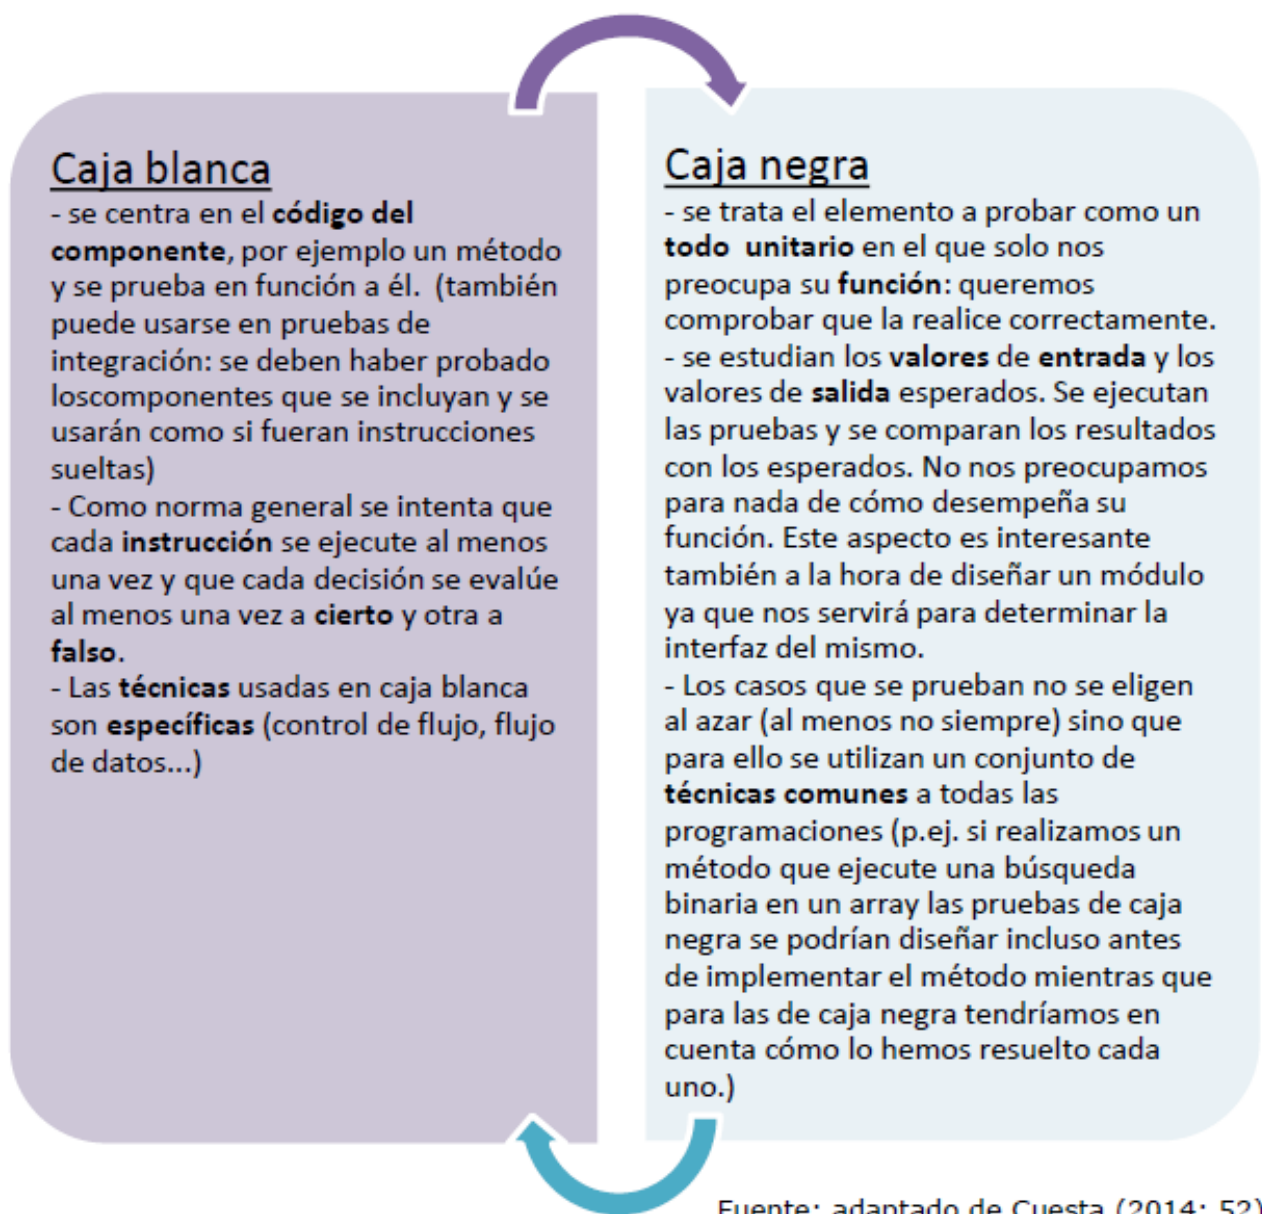 Caja blanca
- se centra en el código del
componente, por ejemplo un método
y se prueba en función a él. (también
puede usarse en pruebas de
integración: se deben haber probado
loscomponentes que se incluyan y se
usarán como si fueran instrucciones
sueltas)
- Como norma general se intenta que
cada instrucción se ejecute al menos
una vez y que cada decisión se evalúe
al menos una vez a cierto y otra a
falso.
- Las técnicas usadas en caja blanca
son específicas (control de flujo, flujo
de datos...)
Caja negra
- se trata el elemento a probar como un
todo unitario en el que solo nos
preocupa su función: queremos
comprobar que la realice correctamente.
- se estudian los valores de entrada y los
valores de salida esperados. Se ejecutan
las pruebas y se comparan los resultados
con los esperados. No nos preocupamos
para nada de cómo desempeña su
función. Este aspecto es interesante
también a la hora de diseñar un módulo
ya que nos servirá para determinar la
interfaz del mismo.
- Los casos que se prueban no se eligen
al azar (al menos no siempre) sino que
para ello se utilizan un conjunto de
técnicas comunes a todas las
programaciones (p.ej. si realizamos un
método que ejecute una búsqueda
binaria en un array las pruebas de caja
negra se podrían diseñar incluso antes
de implementar el método mientras que
para las de caja negra tendríamos en
cuenta cómo lo hemos resuelto cada
uno.)
Fuente: adaptado de Cuesta (2014: 52)